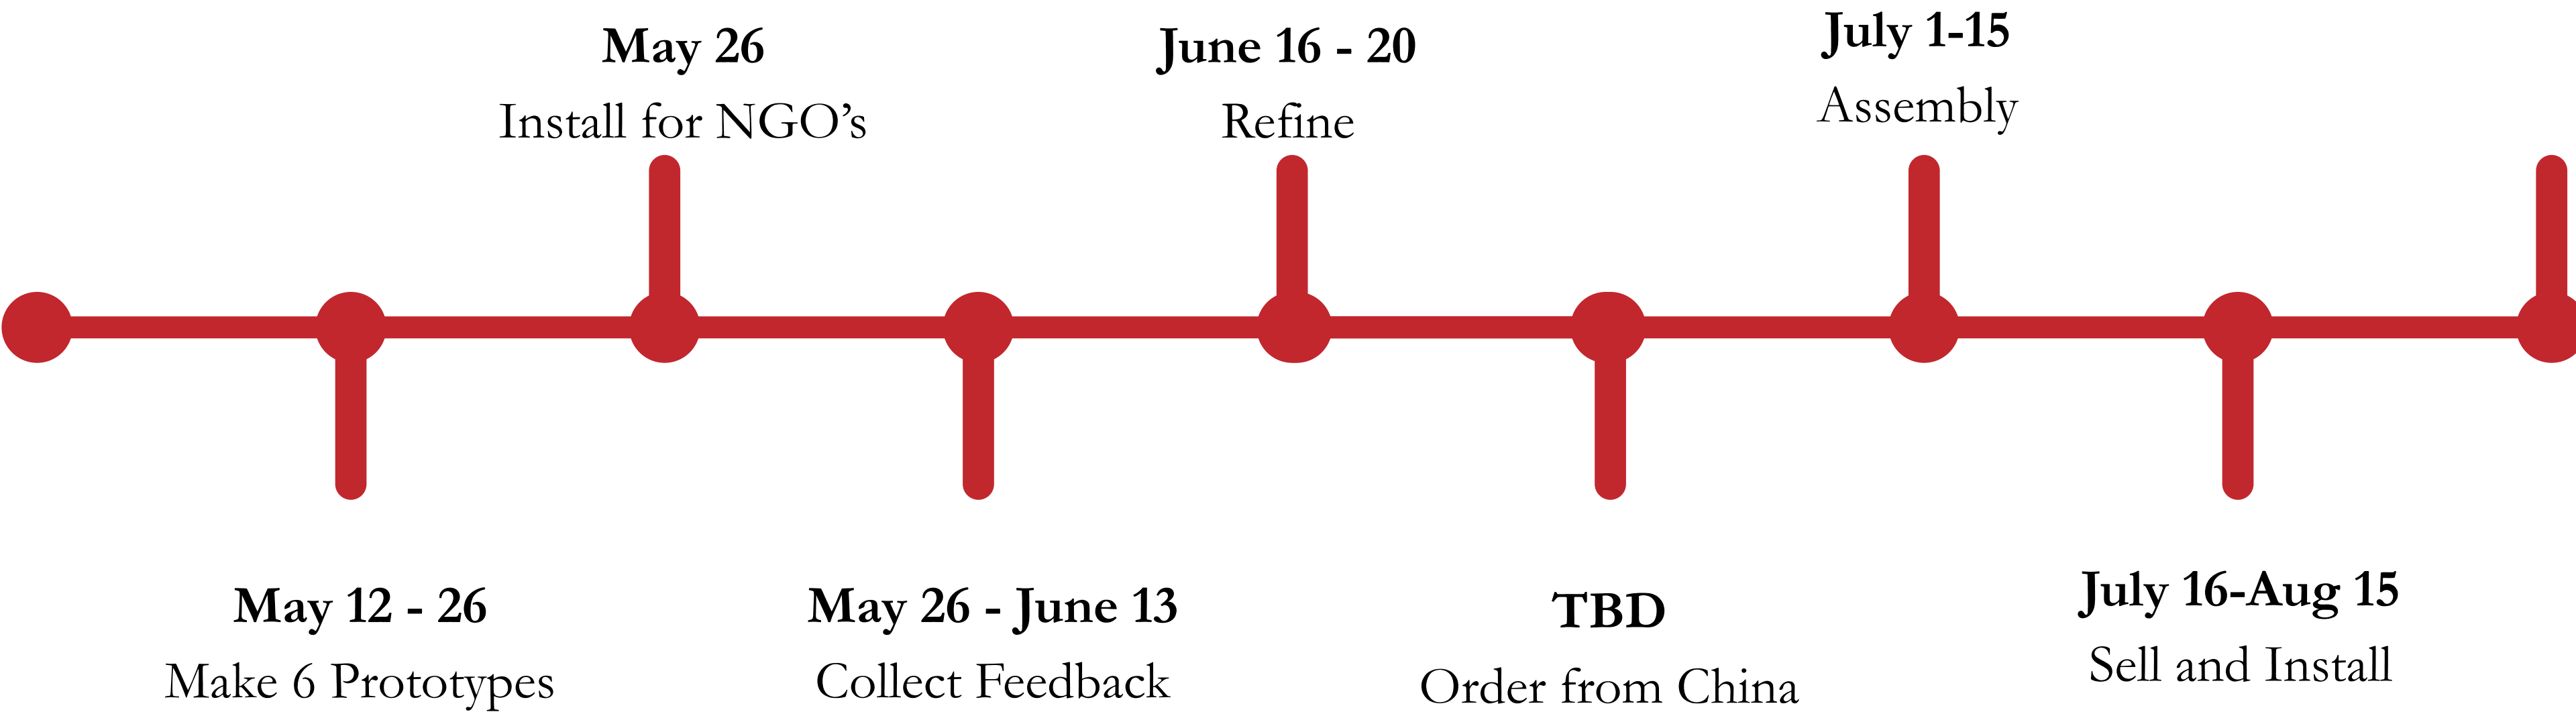 May 12 - 26
Make 6 Prototypes
May 26
Install for NGO’s
May 26 - June 13
Collect Feedback
June 16 - 20
Refine
TBD
Order from China
July 1-15
Assembly
July 16-Aug 15
Sell and Install